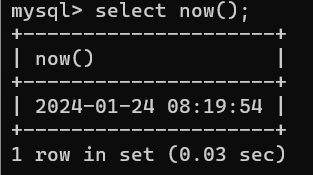 mysql> select now();
+---------------------+
| now()               |
+---------------------+
| 2024-01-24 08:19:54 |
+---------------------+
1 row in set (0.03 sec)